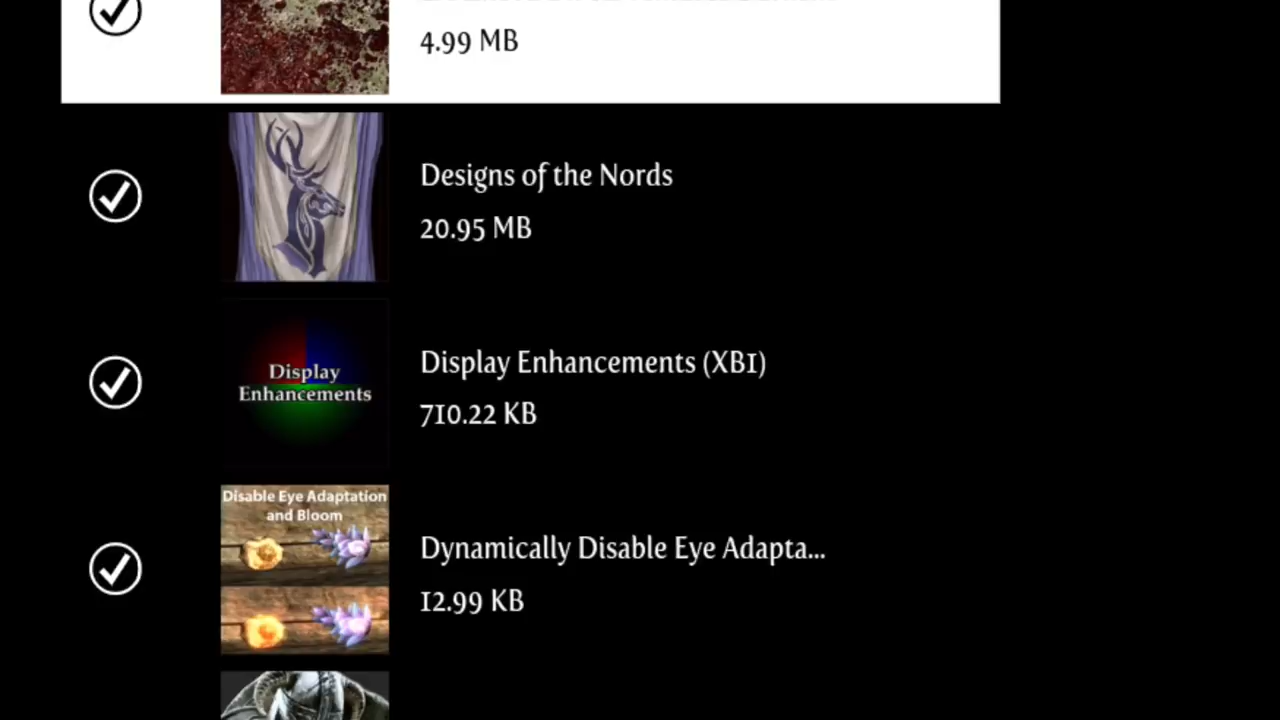 4.99 MB
Designs of the Nords
20.95 MB
Display
Enhancements
Display Enhancements (XB1)
710.22 KB
Disable Eye Adaptation
and Bloom
Dynamically Disable Eye Adapta...
12.99 KB